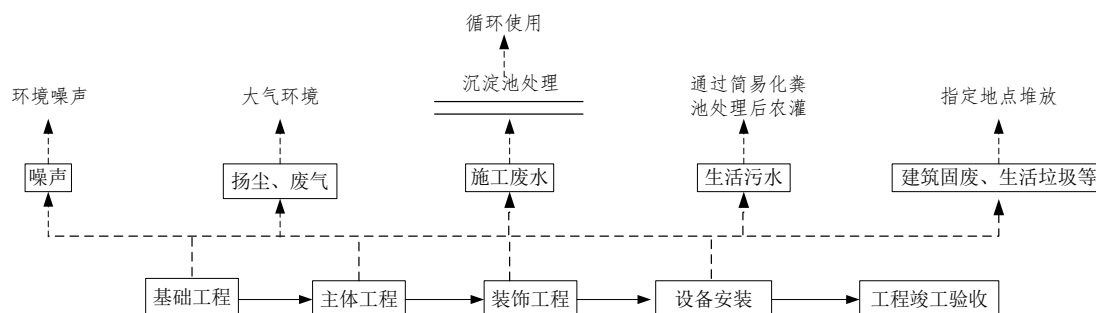 循环使用
沉淀池处理
环境噪声
大气环境
通过简易化粪
池处理后农灌
指定地点堆放
噪声
扬尘、废气
施工废水
生活污水
建筑固废、生活垃圾等
基础工程
主体工程
装饰工程
设备安装
工程竣工验收